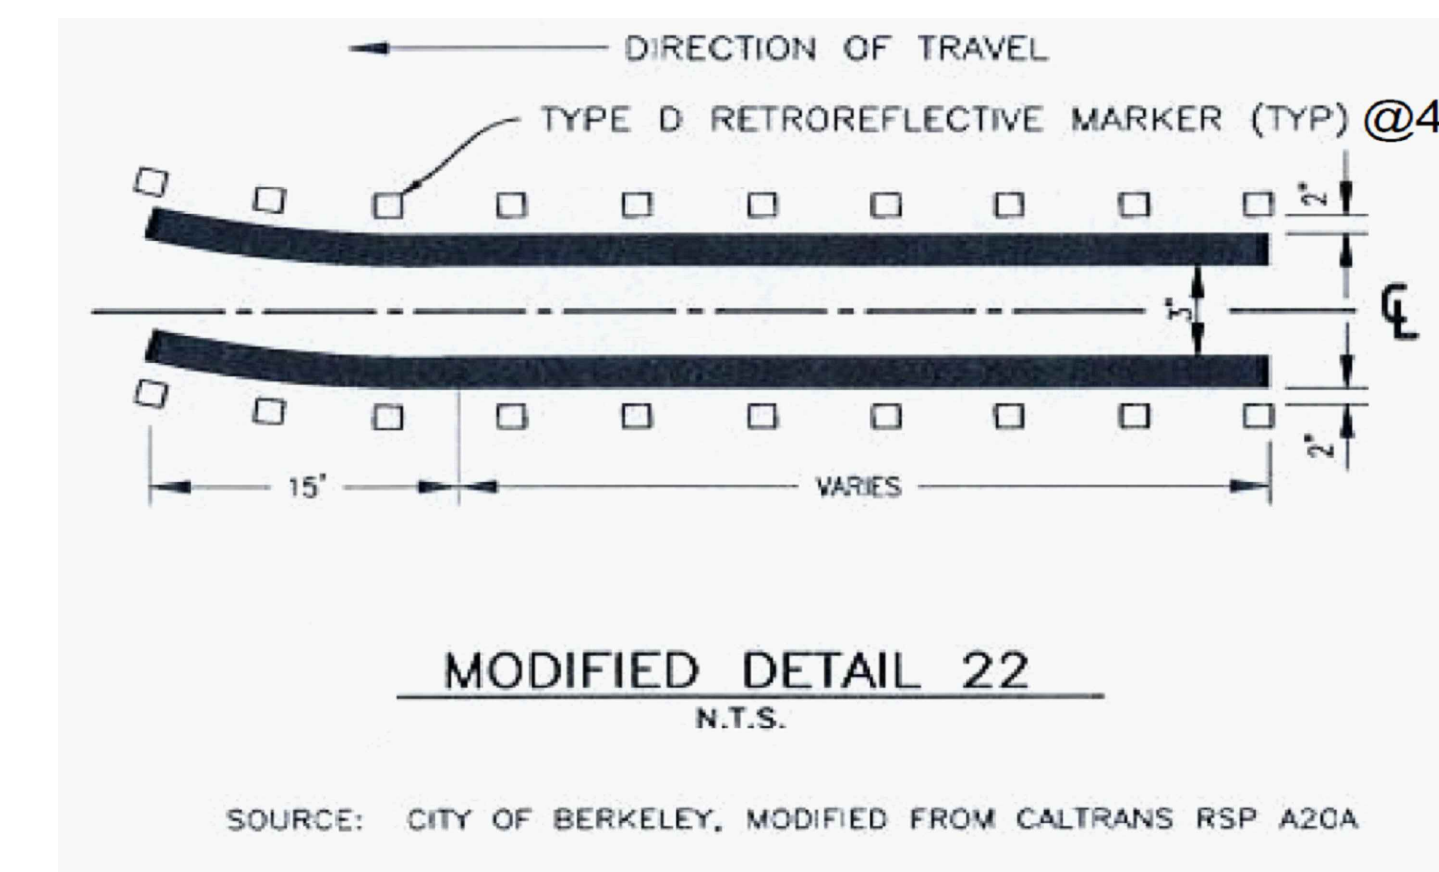 DIRECTION OF TRAVEL
TYPE D RETROREFLECTIVE MARKER (TYP) @4
2"
3"
℄
2"
15'
VARIES
MODIFIED DETAIL 22
N.T.S.
SOURCE: CITY OF BERKELEY, MODIFIED FROM CALTRANS RSP A20A